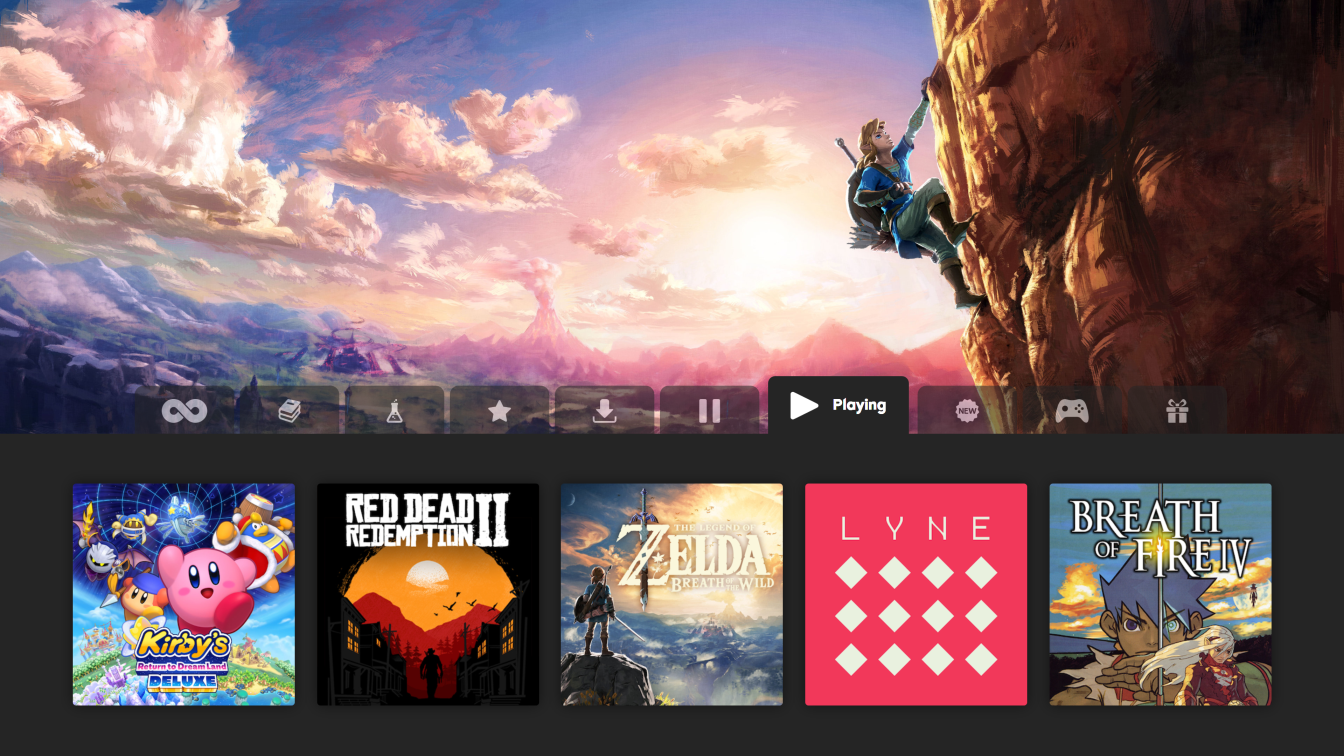 NEW
Playing
Kirby's
Return to Dream Land
DELUXE
RED DEAD
REDEMPTION II
THE LEGEND OF
ZELDA
BREATH OF THE WILD
LYNE
BREATH
OF FIRE IV